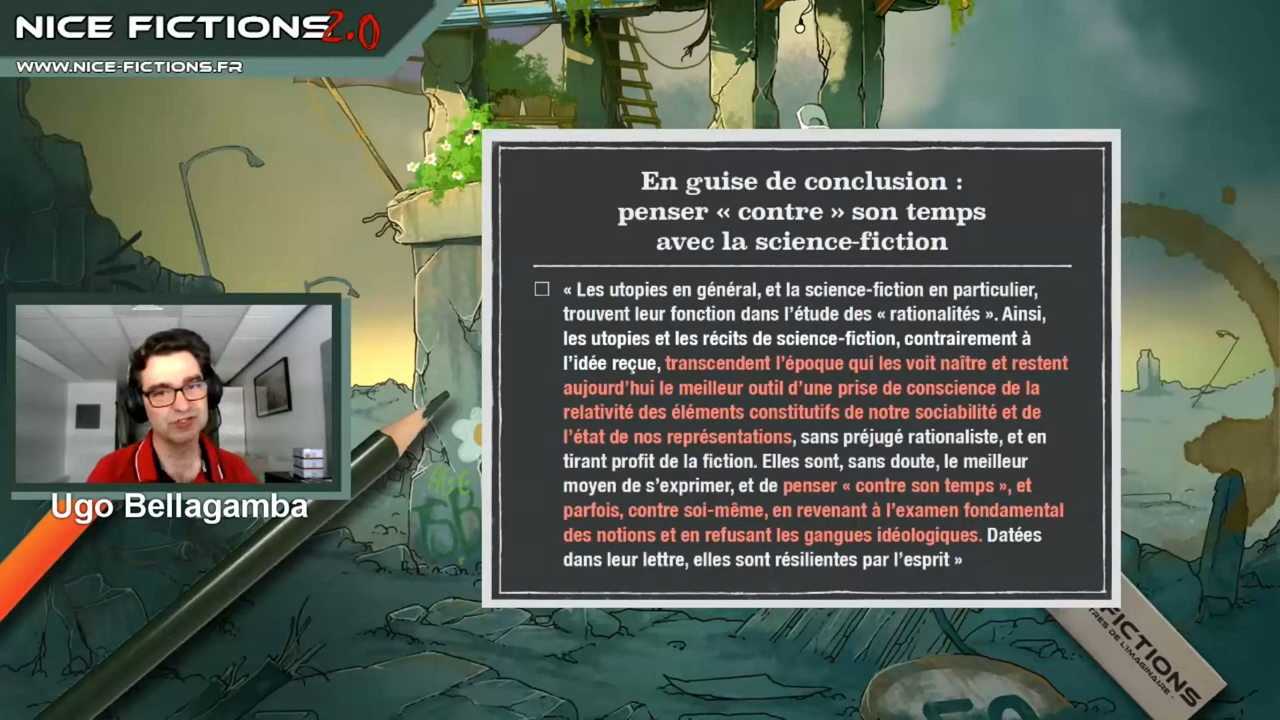 NICE FICTIONS 2.0
WWW.NICE-FICTIONS.FR
En guise de conclusion :
penser « contre » son temps
avec la science-fiction
« Les utopies en général, et la science-fiction en particulier,
trouvent leur fonction dans l'étude des « rationalités ». Ainsi,
les utopies et les récits de science-fiction, contrairement à
l'idée reçue, transcendent l'époque qui les voit naître et restent
aujourd'hui le meilleur outil d'une prise de conscience de la
relativité des éléments constitutifs de notre sociabilité et de
l'état de nos représentations, sans préjugé rationaliste, et en
tirant profit de la fiction. Elles sont, sans doute, le meilleur
moyen de s'exprimer, et de penser « contre son temps », et
parfois, contre soi-même, en revenant à l'examen fondamental
des notions et en refusant les gangues idéologiques. Datées
dans leur lettre, elles sont résilientes par l'esprit »
Ugo Bellagamba
FICTIONS
DE L'IMAGINAIRE